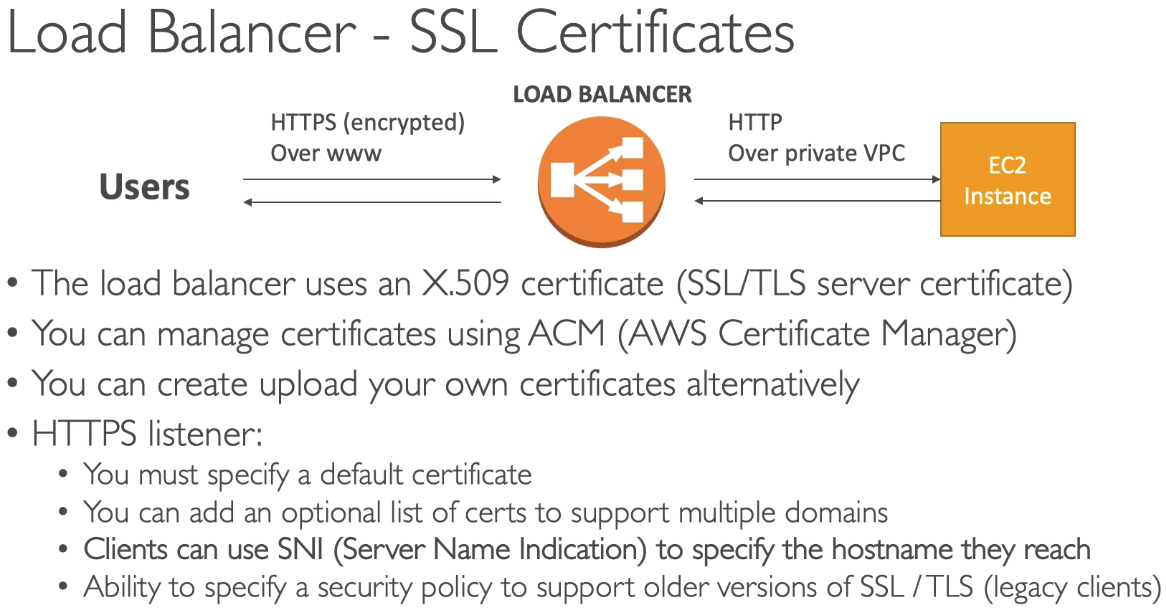 Load Balancer - SSL Certificates
LOAD BALANCER
HTTPS (encrypted)
Over www
HTTP
Over private VPC
Users
EC2
Instance
• The load balancer uses an X.509 certificate (SSL/TLS server certificate)
• You can manage certificates using ACM (AWS Certificate Manager)
• You can create upload your own certificates alternatively
• HTTPS listener:
• You must specify a default certificate
• You can add an optional list of certs to support multiple domains
• Clients can use SNI (Server Name Indication) to specify the hostname they reach
• Ability to specify a security policy to support older versions of SSL / TLS (legacy clients)